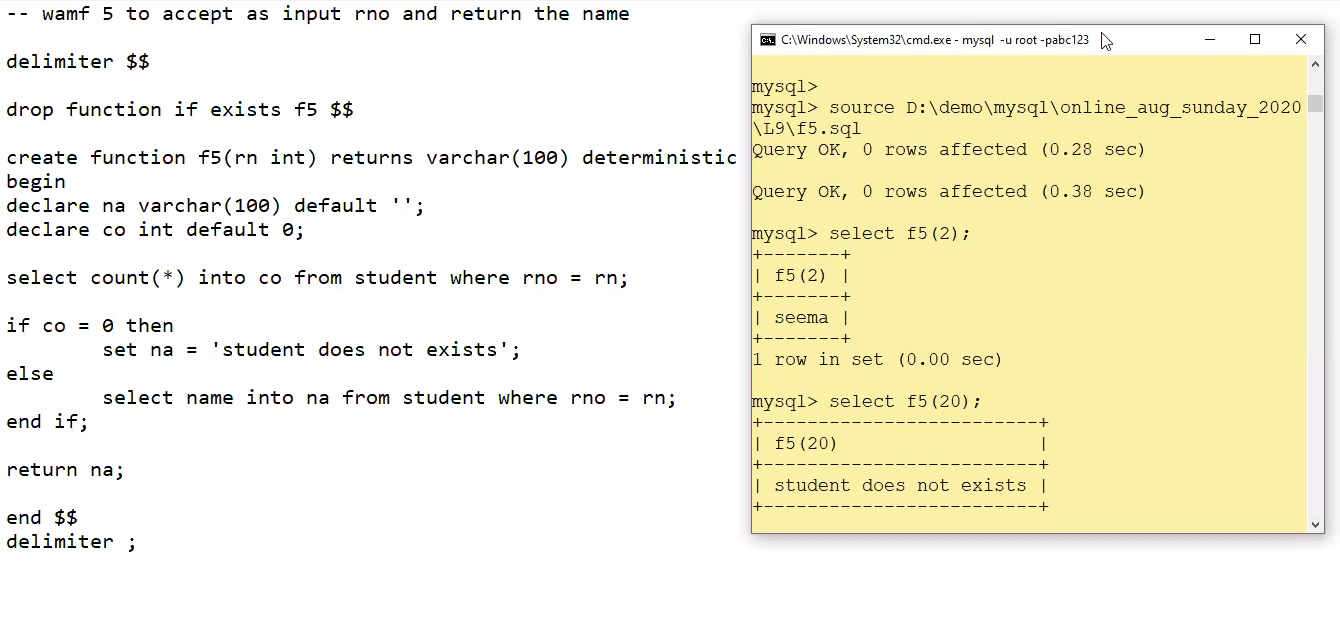 -- wamf 5 to accept as input rno and return the name
delimiter $$
drop function if exists f5 $$
create function f5(rn int) returns varchar(100) deterministic
begin
declare na varchar(100) default '';
declare co int default 0;
select count(*) into co from student where rno = rn;
if co = 0 then
set na = 'student does not exists';
else
select name into na from student where rno = rn;
end if;
return na;
end $$
delimiter ;
C:\Windows\System32\cmd.exe - mysql -u root -pabc123
mysql>
mysql> source D:\demo\mysql\online_aug_sunday_2020
\L9\f5.sql
Query OK, 0 rows affected (0.28 sec)
Query OK, 0 rows affected (0.38 sec)
mysql> select f5(2);
+-------+
| f5(2) |
+-------+
| seema |
+-------+
1 row in set (0.00 sec)
mysql> select f5(20);
+-------------------------+
| f5(20)                  |
+-------------------------+
| student does not exists |
+-------------------------+